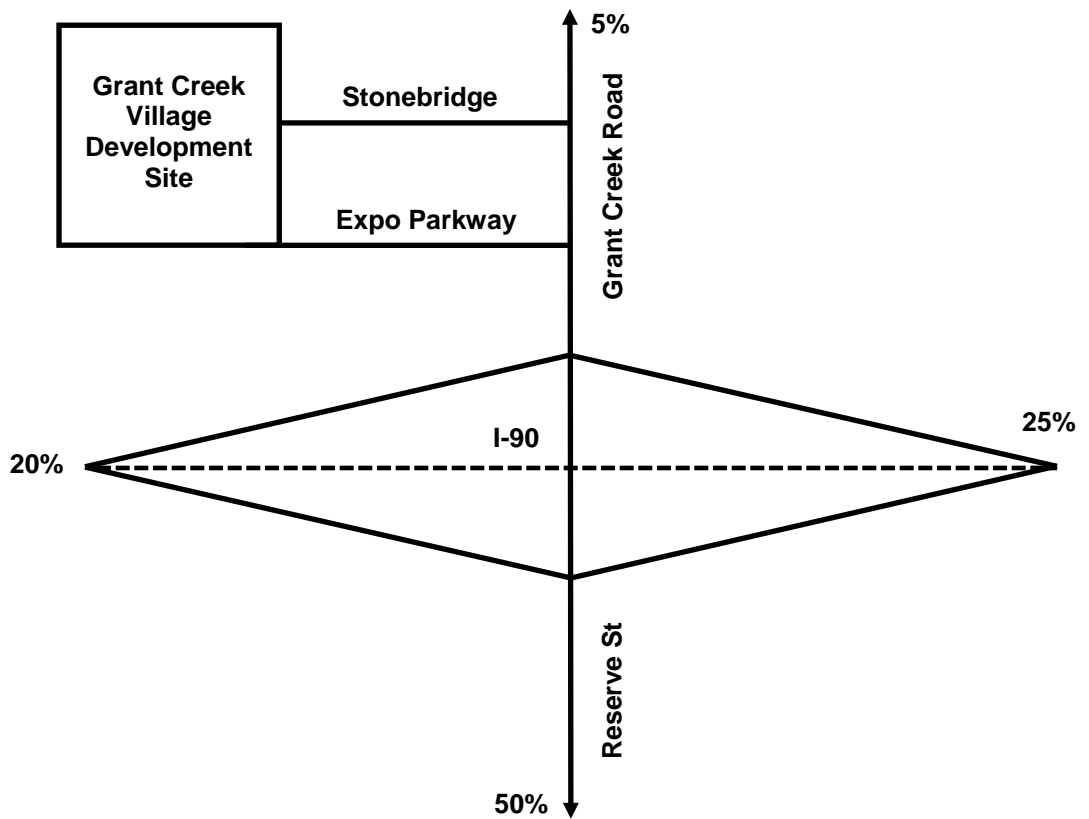 5%
Grant Creek
Village
Development
Site
Stonebridge
Grant Creek Road
Expo Parkway
25%
I-90
20%
Reserve St
50%